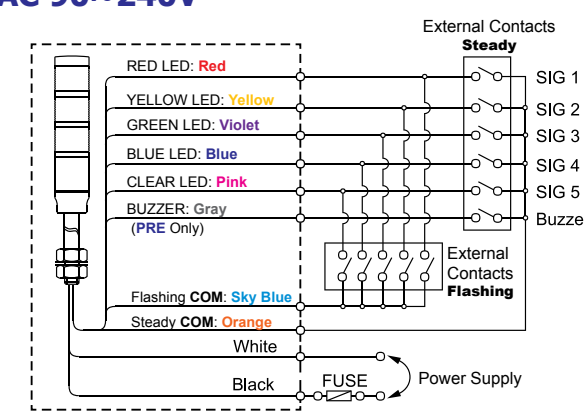 AC 90~240V
External Contacts
Steady
RED LED: Red
SIG 1
YELLOW LED: Yellow
SIG 2
GREEN LED: Violet
SIG 3
BLUE LED: Blue
SIG 4
CLEAR LED: Pink
SIG 5
BUZZER: Gray
(PRE Only)
Buzze
External
Contacts
Flashing
Flashing COM: Sky Blue
Steady COM: Orange
White
Black
FUSE
Power Supply